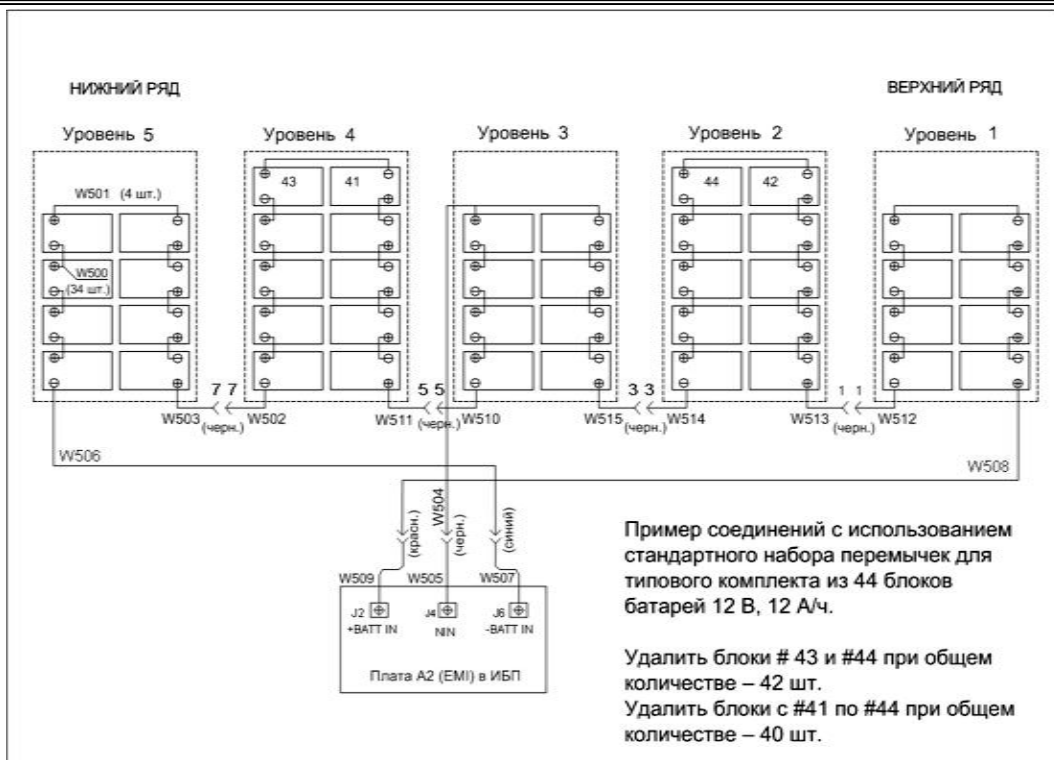 НИЖНИЙ РЯД
ВЕРХНИЙ РЯД
Уровень 5
Уровень 4
Уровень 3
Уровень 2
Уровень 1
W501 (4 шт.)
43
41
44
42
W500
(34 шт.)
7 7
5 5
3 3
1 1
W503 (черн.) W502
W511 (черн.) W510
W515 (черн.) W514
W513 (черн.) W512
W506
W508
(красн.)
W504
(черн.)
(синий)
W509
W505
W507
J2
J4
J6
+BATT IN
NIN
-BATT IN
Плата А2 (EMI) в ИБП
Пример соединений с использованием
стандартного набора перемычек для
типового комплекта из 44 блоков
батарей 12 В, 12 А/ч.
Удалить блоки # 43 и #44 при общем
количестве – 42 шт.
Удалить блоки с #41 по #44 при общем
количестве – 40 шт.